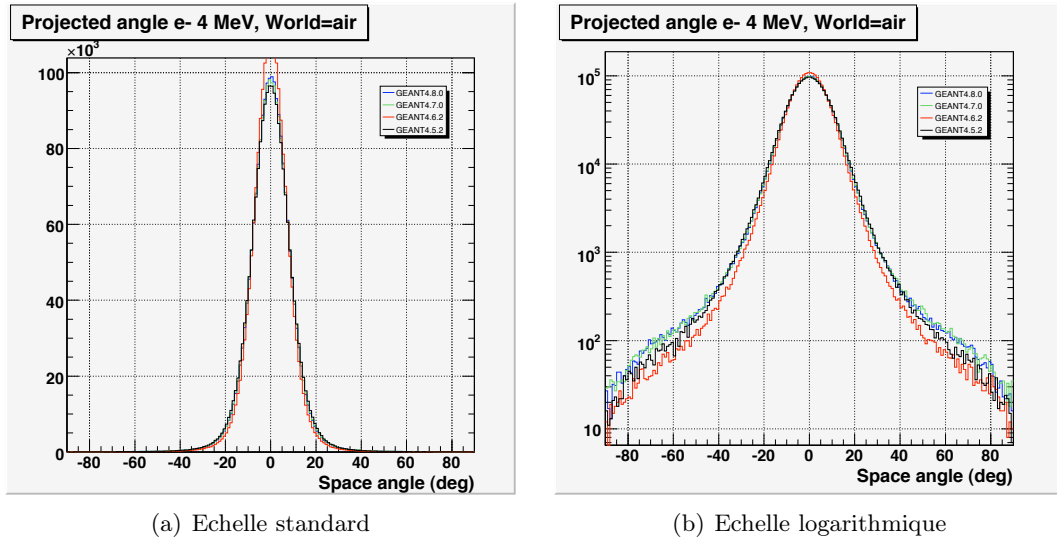 Projected angle e- 4 MeV, World=air
×10³
100
80
60
40
20
0
GEANT4.8.0
GEANT4.7.0
GEANT4.6.2
GEANT4.5.2
-80 -60 -40 -20 0 20 40 60 80
Space angle (deg)
(a) Echelle standard
Projected angle e- 4 MeV, World=air
10⁵
10⁴
10³
10²
10
GEANT4.8.0
GEANT4.7.0
GEANT4.6.2
GEANT4.5.2
-80 -60 -40 -20 0 20 40 60 80
Space angle (deg)
(b) Echelle logarithmique